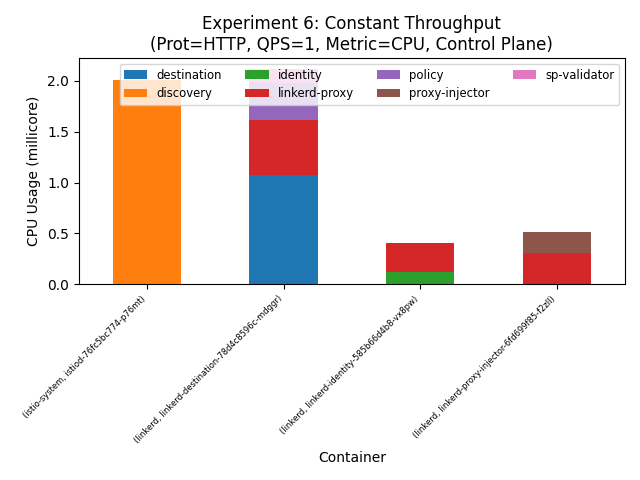 Experiment 6: Constant Throughput
(Prot=HTTP, QPS=1, Metric=CPU, Control Plane)
destination
identity
policy
sp-validator
discovery
linkerd-proxy
proxy-injector
CPU Usage (millicore)
2.0
1.5
1.0
0.5
0.0
(istio-system, istiod-76fc5bc774-p76mt)
(linkerd, linkerd-destination-78d4c8596c-mdggr)
(linkerd, linkerd-identity-585b66d4b8-vx8pw)
(linkerd, linkerd-proxy-injector-6fd699f85-f2zll)
Container